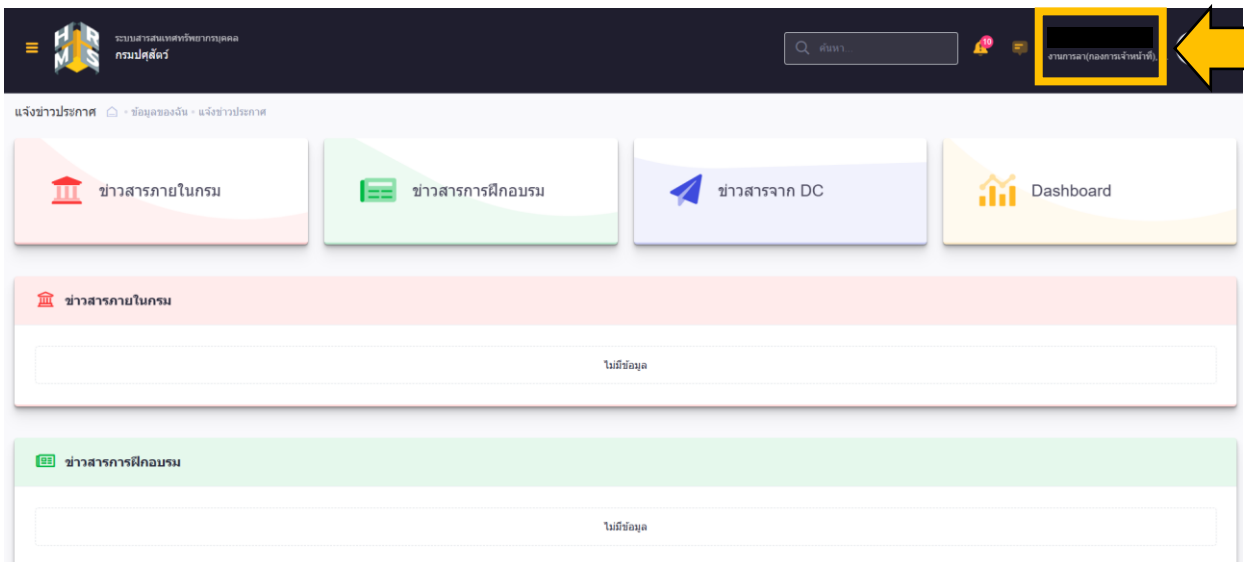 HR
MIS
ระบบสารสนเทศทรัพยากรบุคคล
กรมปศุสัตว์
ค้นหา...
10
งานการลา(กองการเจ้าหน้าที่),...
แจ้งข่าวประกาศ - ข้อมูลของฉัน - แจ้งข่าวประกาศ
ข่าวสารภายในกรม
ข่าวสารการฝึกอบรม
ข่าวสารจาก DC
Dashboard
ข่าวสารภายในกรม
ไม่มีข้อมูล
ข่าวสารการฝึกอบรม
ไม่มีข้อมูล